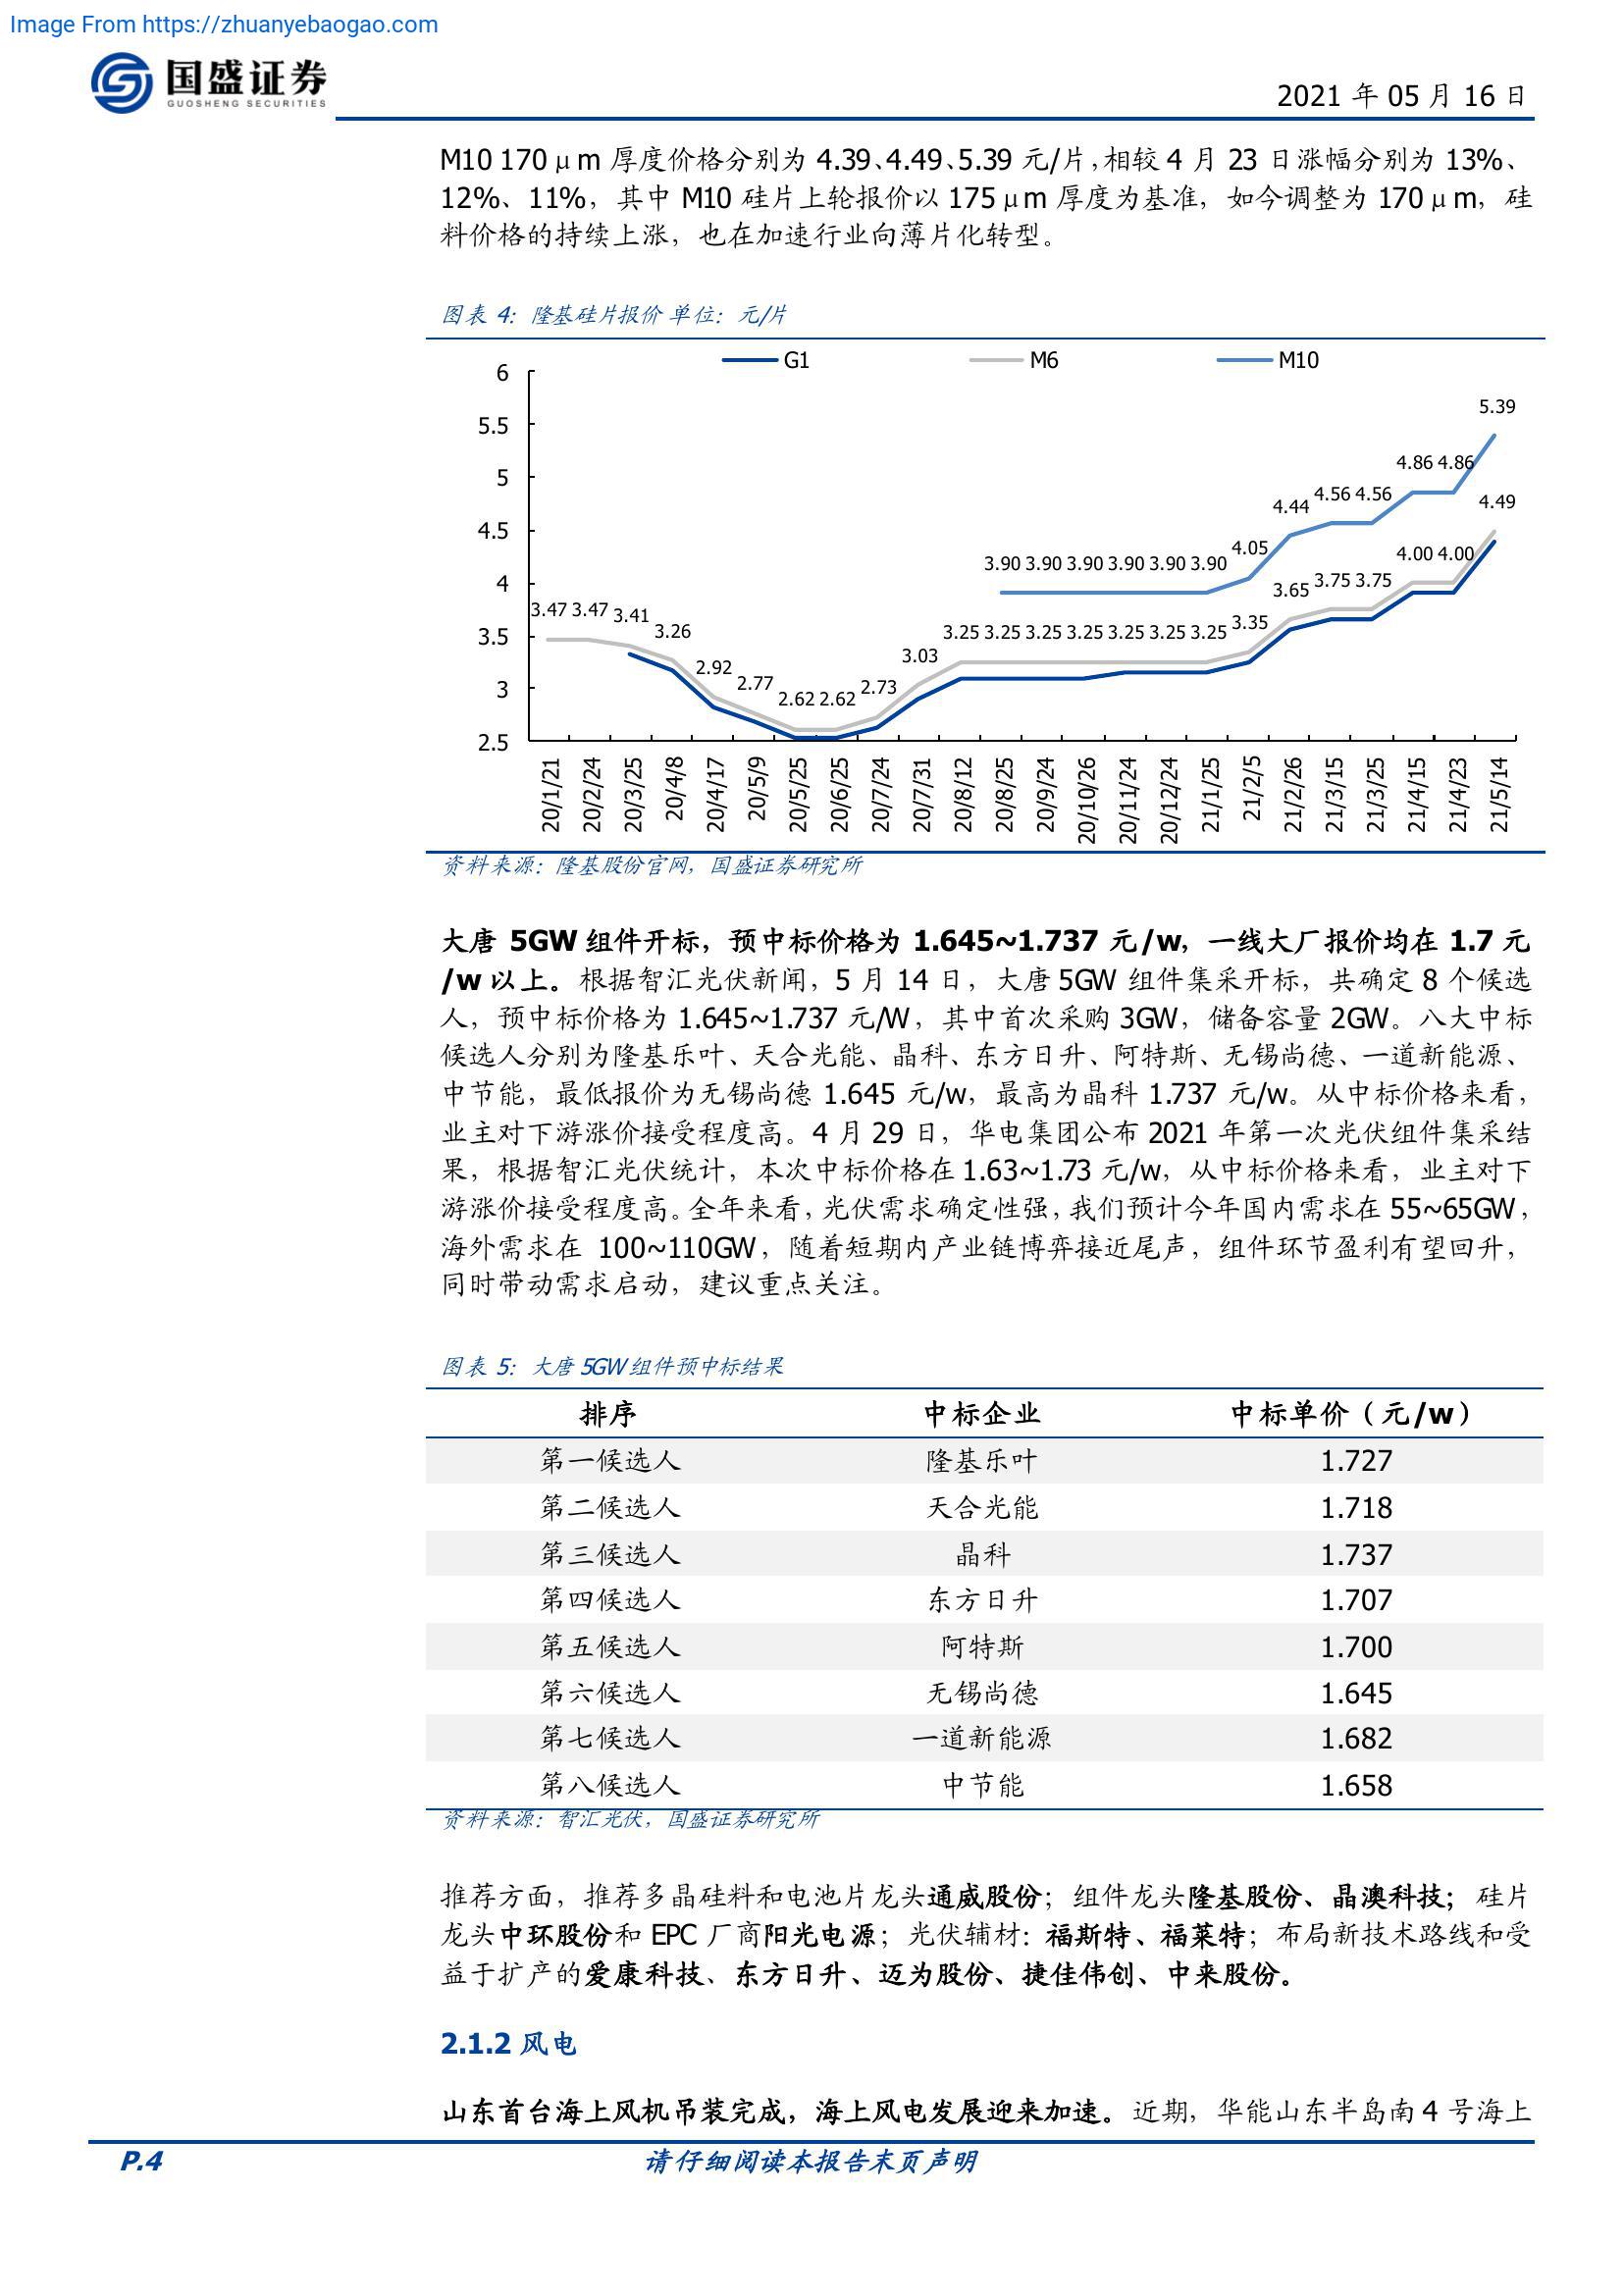 Image From https://zhuanyebaogao.com
国盛证券
GUOSHENG SECURITIES
2021 年 05 月 16 日
M10 170μm 厚度价格分别为 4.39、4.49、5.39 元/片，相较 4 月 23 日涨幅分别为 13%、
12%、11%，其中 M10 硅片上轮报价以 175μm 厚度为基准，如今调整为 170μm，硅
料价格的持续上涨，也在加速行业向薄片化转型。
图表 4：隆基硅片报价 单位：元/片
G1 M6 M10
6
5.5
5
4.5
4
3.5
3
2.5
5.39
4.86 4.86
4.56 4.56
4.44
4.05
3.90 3.90 3.90 3.90 3.90 3.90
4.49
4.00 4.00
3.75 3.75
3.65
3.35
3.47 3.47 3.41 3.26 2.92 2.77 2.62 2.62 2.73 3.03 3.25 3.25 3.25 3.25 3.25 3.25 3.25
20/1/21 20/2/24 20/3/25 20/4/8 20/4/17 20/5/9 20/5/25 20/6/25 20/7/24 20/7/31 20/8/12 20/8/25 20/9/24 20/10/26 20/11/24 20/12/24 21/1/25 21/2/5 21/2/26 21/3/15 21/3/25 21/4/15 21/4/23 21/5/14
资料来源：隆基股份官网，国盛证券研究所
大唐 5GW 组件开标，预中标价格为 1.645~1.737 元/w，一线大厂报价均在 1.7 元
/w 以上。根据智汇光伏新闻，5 月 14 日，大唐 5GW 组件集采开标，共确定 8 个候选
人，预中标价格为 1.645~1.737 元/W，其中首次采购 3GW，储备容量 2GW。八大中标
候选人分别为隆基乐叶、天合光能、晶科、东方日升、阿特斯、无锡尚德、一道新能源、
中节能，最低报价为无锡尚德 1.645 元/w，最高为晶科 1.737 元/w。从中标价格来看，
业主对下游涨价接受程度高。4 月 29 日，华电集团公布 2021 年第一次光伏组件集采结
果，根据智汇光伏统计，本次中标价格在 1.63~1.73 元/w，从中标价格来看，业主对下
游涨价接受程度高。全年来看，光伏需求确定性强，我们预计今年国内需求在 55~65GW，
海外需求在 100~110GW，随着短期内产业链博弈接近尾声，组件环节盈利有望回升，
同时带动需求启动，建议重点关注。
图表 5：大唐 5GW 组件预中标结果
排序 中标企业 中标单价（元/w）
第一候选人 隆基乐叶 1.727
第二候选人 天合光能 1.718
第三候选人 晶科 1.737
第四候选人 东方日升 1.707
第五候选人 阿特斯 1.700
第六候选人 无锡尚德 1.645
第七候选人 一道新能源 1.682
第八候选人 中节能 1.658
资料来源：智汇光伏，国盛证券研究所
推荐方面，推荐多晶硅料和电池片龙头通威股份；组件龙头隆基股份、晶澳科技；硅片
龙头中环股份和 EPC 厂商阳光电源；光伏辅材：福斯特、福莱特；布局新技术路线和受
益于扩产的爱康科技、东方日升、迈为股份、捷佳伟创、中来股份。
2.1.2 风电
山东首台海上风机吊装完成，海上风电发展迎来加速。近期，华能山东半岛南 4 号海上
P.4
请仔细阅读本报告末页声明